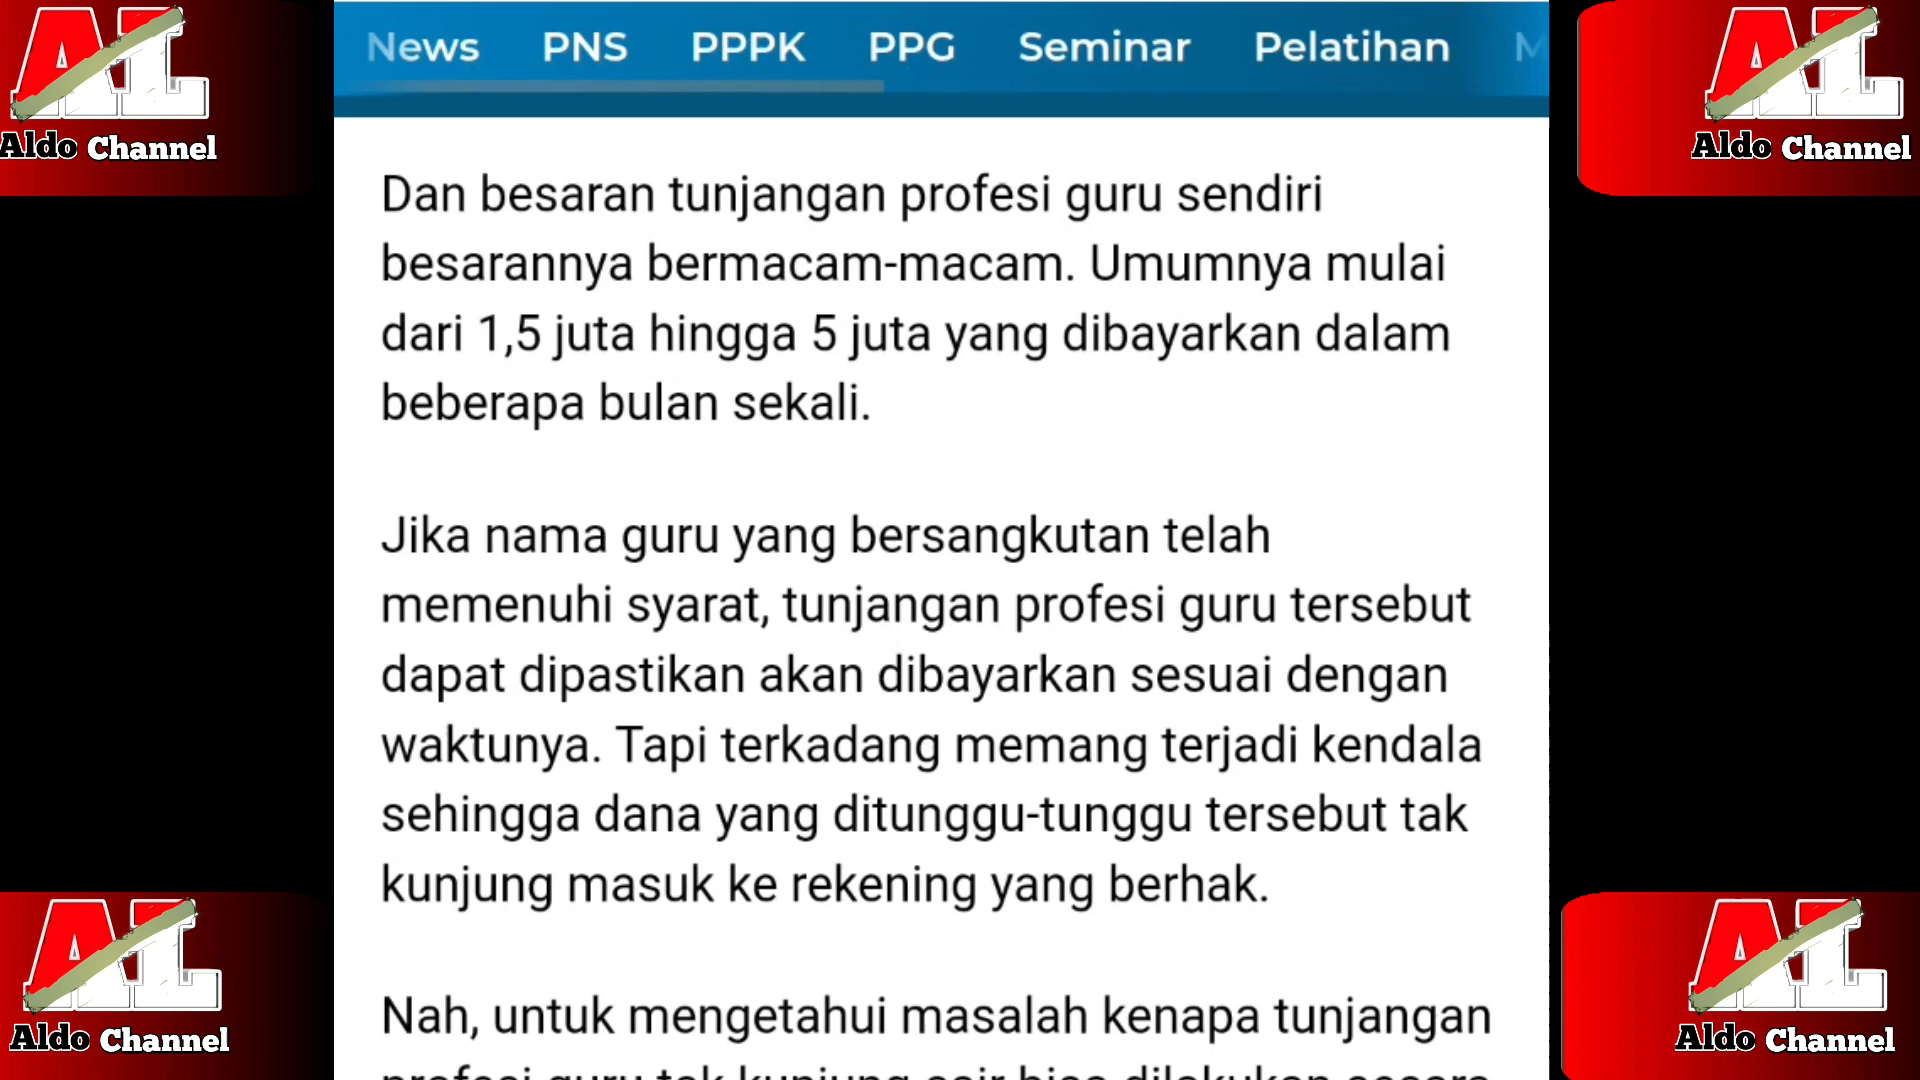 AL
Aldo Channel
AL
Aldo Channel
News PNS PPPK PPG Seminar Pelatihan
Dan besaran tunjangan profesi guru sendiri
besarannya bermacam-macam. Umumnya mulai
dari 1,5 juta hingga 5 juta yang dibayarkan dalam
beberapa bulan sekali.
Jika nama guru yang bersangkutan telah
memenuhi syarat, tunjangan profesi guru tersebut
dapat dipastikan akan dibayarkan sesuai dengan
waktunya. Tapi terkadang memang terjadi kendala
sehingga dana yang ditunggu-tunggu tersebut tak
kunjung masuk ke rekening yang berhak.
Nah, untuk mengetahui masalah kenapa tunjangan
AL
Aldo Channel
AL
Aldo Channel